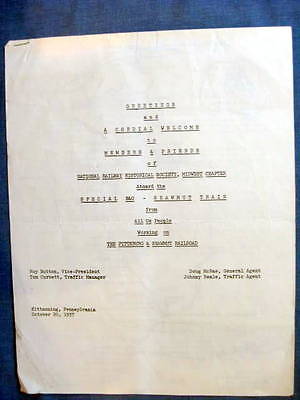 GREETINGS
and
A CORDIAL WELCOME
to
MEMBERS & FRIENDS
of
NATIONAL RAILWAY HISTORICAL SOCIETY, MIDWEST CHAPTER
Aboard the
SPECIAL B&O - SHAWMUT TRAIN
from
All Us People
Working on
THE PITTSBURG & SHAWMUT RAILROAD
Roy Dutton, Vice-President
Doug McRae, General Agent
Tom Corbett, Traffic Manager
Johnny Beale, Traffic Agent
Kittanning, Pennsylvania
October 20, 1957